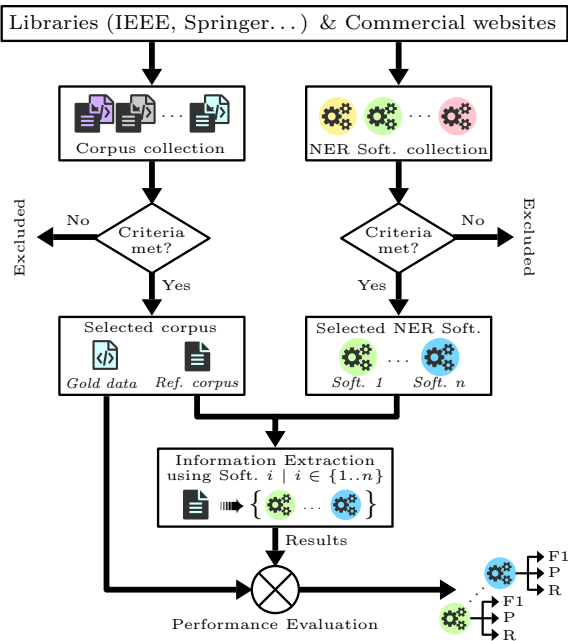 Libraries (IEEE, Springer...) & Commercial websites
Corpus collection
NER Soft. collection
Excluded
No
Criteria
met?
Yes
Criteria
met?
No
Excluded
Yes
Selected corpus
Gold data
Ref. corpus
Selected NER Soft.
Soft. 1
Soft. n
Information Extraction
using Soft. i | i ∈ {1..n}
{ ... }
Results
Performance Evaluation
F1
P
R
F1
P
R